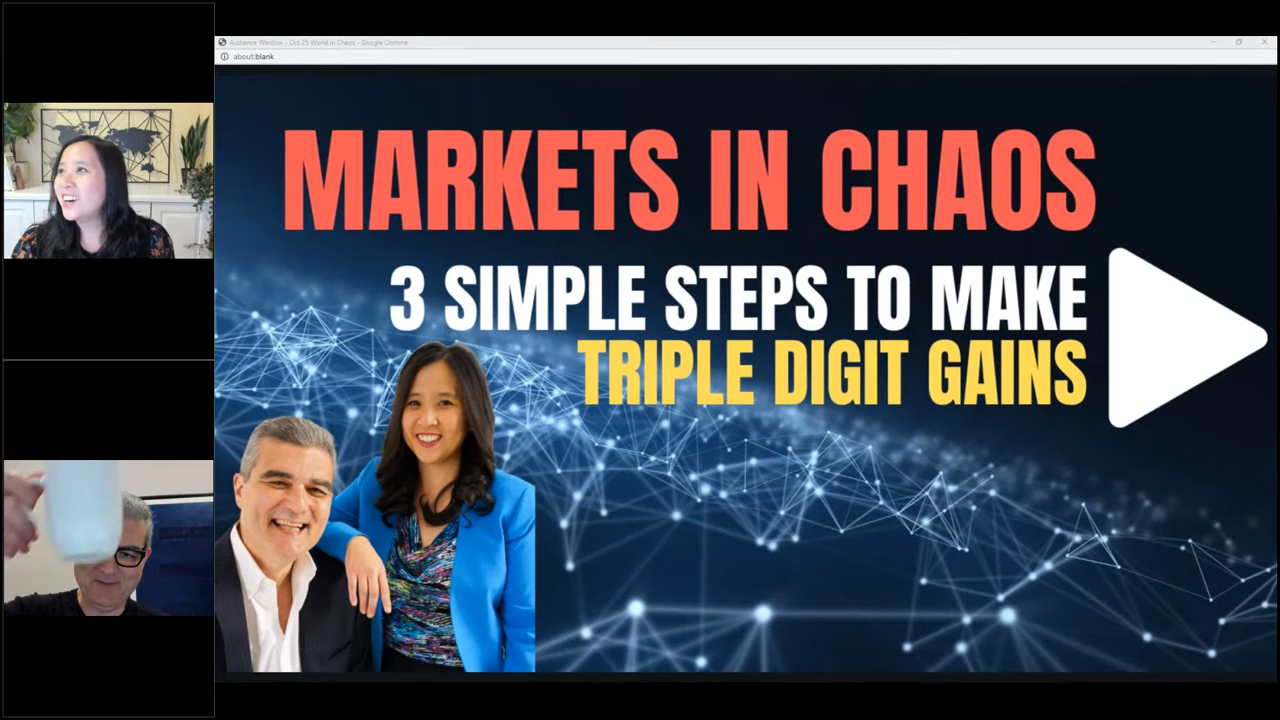 Audience Window - Oct 25 World in Chaos - Google Chrome
about:blank
MARKETS IN CHAOS
3 SIMPLE STEPS TO MAKE
TRIPLE DIGIT GAINS